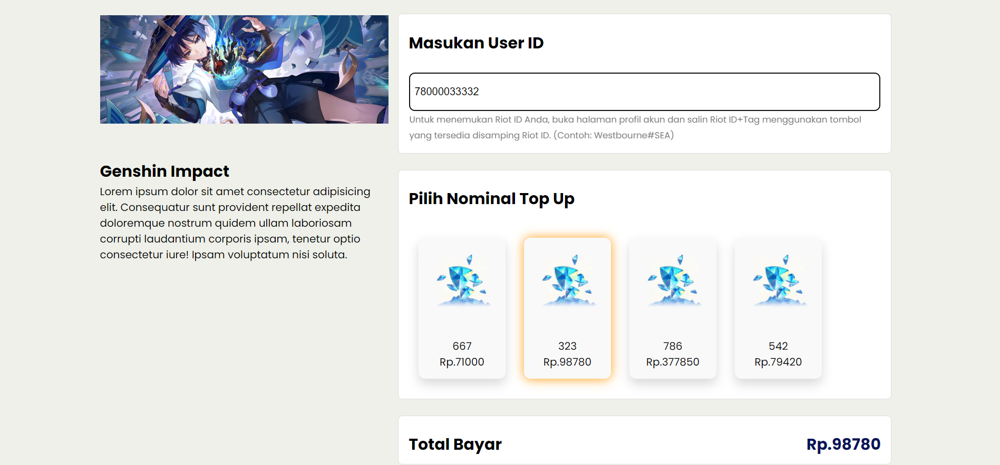 Masukan User ID
78000033332
Untuk menemukan Riot ID Anda, buka halaman profil akun dan salin Riot ID+Tag menggunakan tombol
yang tersedia disamping Riot ID. (Contoh: Westbourne#SEA)
Genshin Impact
Lorem ipsum dolor sit amet consectetur adipisicing
elit. Consequatur sunt provident repellat expedita
doloremque nostrum quidem ullam laboriosam
corrupti laudantium corporis ipsam, tenetur optio
consectetur iure! Ipsam voluptatum nisi soluta.
Pilih Nominal Top Up
667
Rp.71000
323
Rp.98780
786
Rp.377850
542
Rp.79420
Total Bayar
Rp.98780